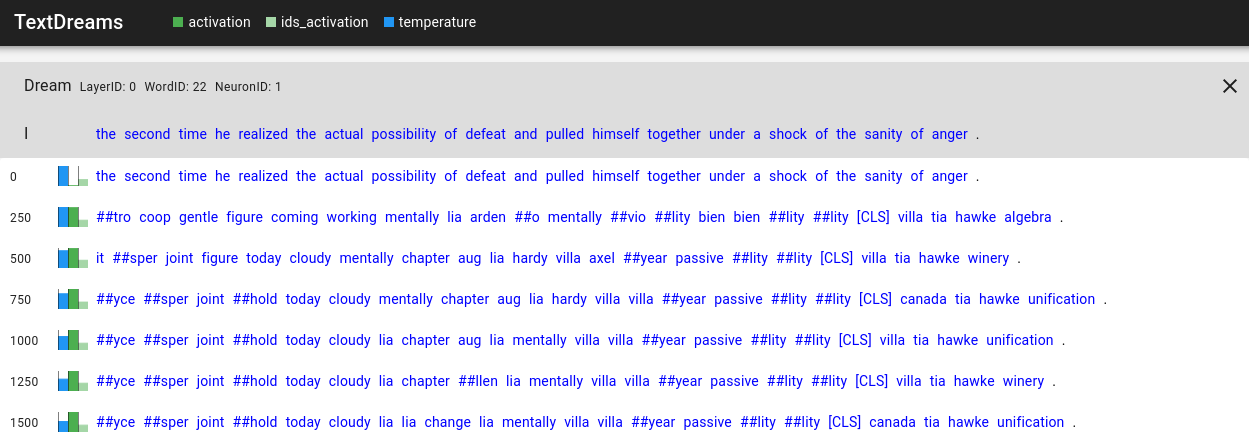 TextDreams activation ids_activation temperature
Dream LayerID: 0 WordID: 22 NeuronID: 1
I the second time he realized the actual possibility of defeat and pulled himself together under a shock of the sanity of anger .
0 the second time he realized the actual possibility of defeat and pulled himself together under a shock of the sanity of anger .
250 ##tro coop gentle figure coming working mentally lia arden ##o mentally ##vio ##lity bien bien ##lity ##lity [CLS] villa tia hawke algebra .
500 it ##sper joint figure today cloudy mentally chapter aug lia hardy villa axel ##year passive ##lity ##lity [CLS] villa tia hawke winery .
750 ##yce ##sper joint ##hold today cloudy mentally chapter aug lia hardy villa villa ##year passive ##lity ##lity [CLS] canada tia hawke unification .
1000 ##yce ##sper joint ##hold today cloudy lia chapter aug lia mentally villa villa ##year passive ##lity ##lity [CLS] villa tia hawke unification .
1250 ##yce ##sper joint ##hold today cloudy lia chapter ##llen lia mentally villa villa ##year passive ##lity ##lity [CLS] villa tia hawke winery .
1500 ##yce ##sper joint ##hold today cloudy lia lia change lia mentally villa villa ##year passive ##lity ##lity [CLS] canada tia hawke unification .